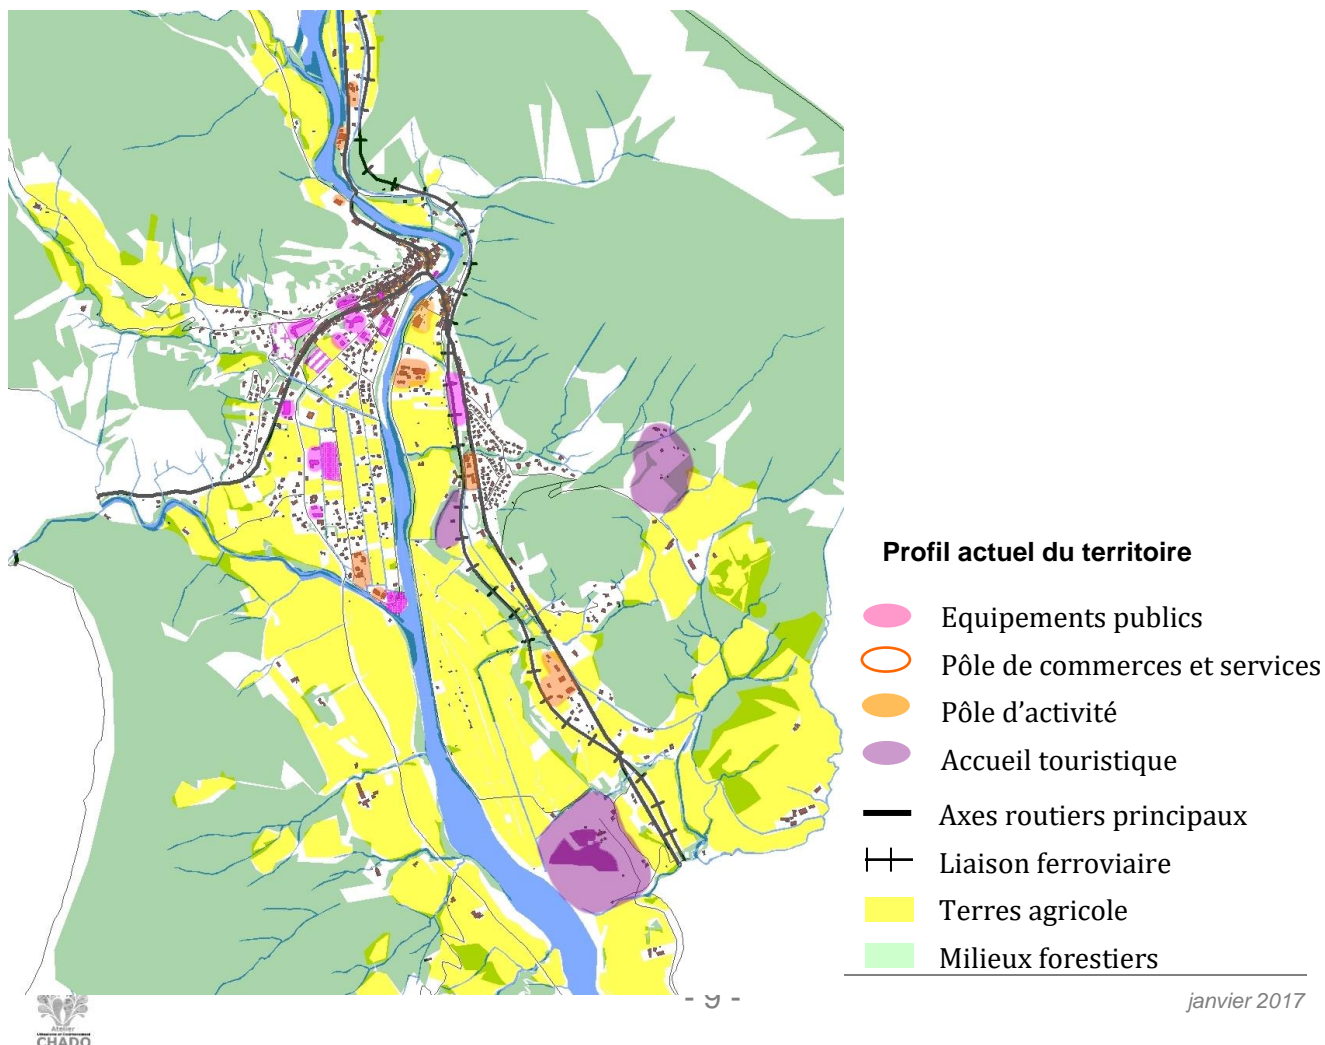 Profil actuel du territoire
Equipements publics
Pôle de commerces et services
Pôle d’activité
Accueil touristique
Axes routiers principaux
Liaison ferroviaire
Terres agricole
Milieux forestiers
- 9 -
janvier 2017
Atelier
CHADO